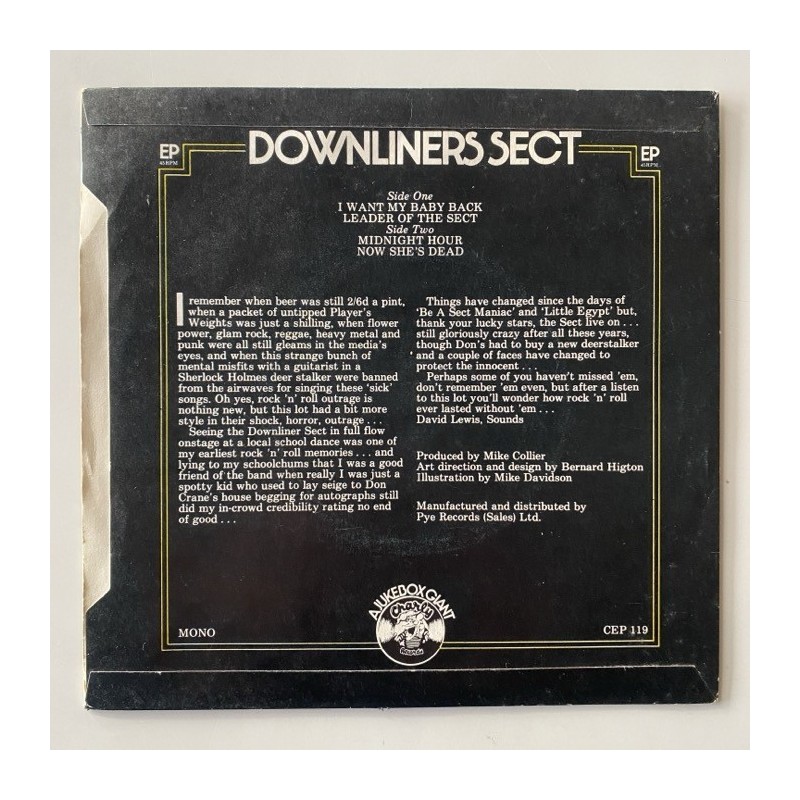 DOWNLINERS SECT
EP
45 RPM
EP
45 RPM
Side One
I WANT MY BABY BACK
LEADER OF THE SECT
Side Two
MIDNIGHT HOUR
NOW SHE'S DEAD
I remember when beer was still 2/6d a pint,
when a packet of untipped Player's
Weights was just a shilling, when flower
power, glam rock, reggae, heavy metal and
punk were all still gleams in the media's
eyes, and when this strange bunch of
mental misfits with a guitarist in a
Sherlock Holmes deer stalker were banned
from the airwaves for singing these 'sick'
songs. Oh yes, rock 'n' roll outrage is
nothing new, but this lot had a bit more
style in their shock, horror, outrage...
Seeing the Downliner Sect in full flow
onstage at a local school dance was one of
my earliest rock 'n' roll memories... and
lying to my schoolchums that I was a good
friend of the band when really I was just a
spotty kid who used to lay seige to Don
Crane's house begging for autographs still
did my in-crowd credibility rating no end
of good...
Things have changed since the days of
'Be A Sect Maniac' and 'Little Egypt' but,
thank your lucky stars, the Sect live on...
still gloriously crazy after all these years,
though Don's had to buy a new deerstalker
and a couple of faces have changed to
protect the innocent...
Perhaps some of you haven't missed 'em,
don't remember 'em even, but after a listen
to this lot you'll wonder how rock 'n' roll
ever lasted without 'em...
David Lewis, Sounds
Produced by Mike Collier
Art direction and design by Bernard Higton
Illustration by Mike Davidson
Manufactured and distributed by
Pye Records (Sales) Ltd.
A JUKEBOX GIANT
Charly
Records
MONO
CEP 119